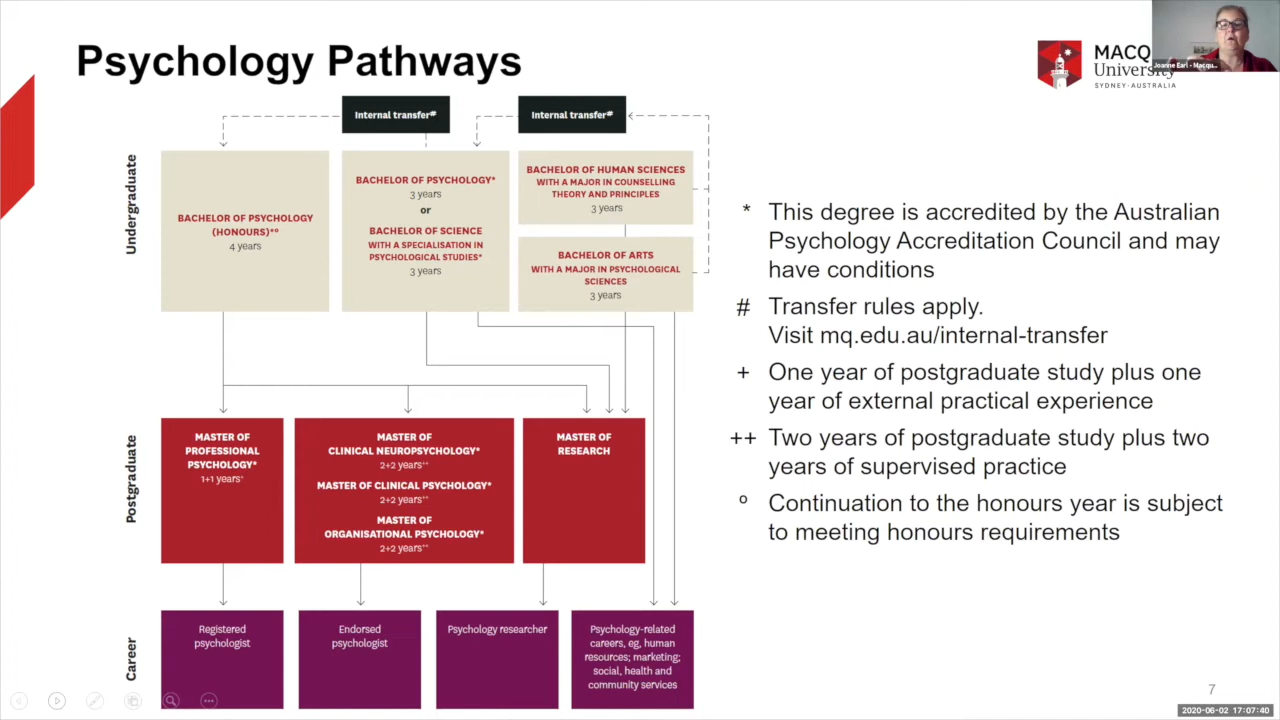 Psychology Pathways
MACQ
University
SYDNEY·AUSTRALIA
Joanne Earl - Macqu...
Internal transfer#
Internal transfer#
Undergraduate
BACHELOR OF PSYCHOLOGY
(HONOURS)*º
4 years
BACHELOR OF PSYCHOLOGY*
3 years
or
BACHELOR OF SCIENCE
WITH A SPECIALISATION IN
PSYCHOLOGICAL STUDIES*
3 years
BACHELOR OF HUMAN SCIENCES
WITH A MAJOR IN COUNSELLING
THEORY AND PRINCIPLES
3 years
BACHELOR OF ARTS
WITH A MAJOR IN PSYCHOLOGICAL
SCIENCES
3 years
Postgraduate
MASTER OF
PROFESSIONAL
PSYCHOLOGY*
1+1 years⁺
MASTER OF
CLINICAL NEUROPSYCHOLOGY*
2+2 years⁺⁺
MASTER OF CLINICAL PSYCHOLOGY*
2+2 years⁺⁺
MASTER OF
ORGANISATIONAL PSYCHOLOGY*
2+2 years⁺⁺
MASTER OF
RESEARCH
Career
Registered
psychologist
Endorsed
psychologist
Psychology researcher
Psychology-related
careers, eg, human
resources; marketing;
social, health and
community services
* This degree is accredited by the Australian
Psychology Accreditation Council and may
have conditions
# Transfer rules apply.
Visit mq.edu.au/internal-transfer
+ One year of postgraduate study plus one
year of external practical experience
++ Two years of postgraduate study plus two
years of supervised practice
º Continuation to the honours year is subject
to meeting honours requirements
7
2020-06-02 17:07:40